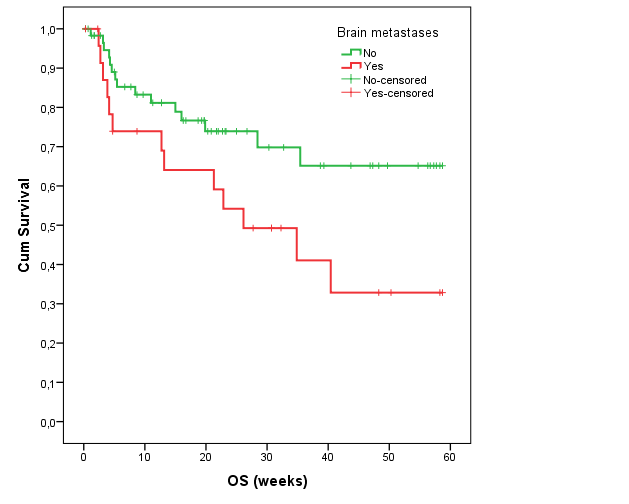 Brain metastases
No
Yes
No-censored
Yes-censored
1,0
0,9
0,8
0,7
0,6
0,5
0,4
0,3
0,2
0,1
0,0
Cum Survival
0 10 20 30 40 50 60
OS (weeks)